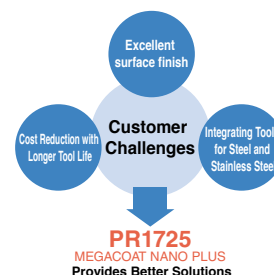 Excellent
surface finish
Cost Reduction with
Longer Tool Life
Customer
Challenges
Integrating Tool
for Steel and
Stainless Steel
PR1725
MEGACOAT NANO PLUS
Provides Better Solutions